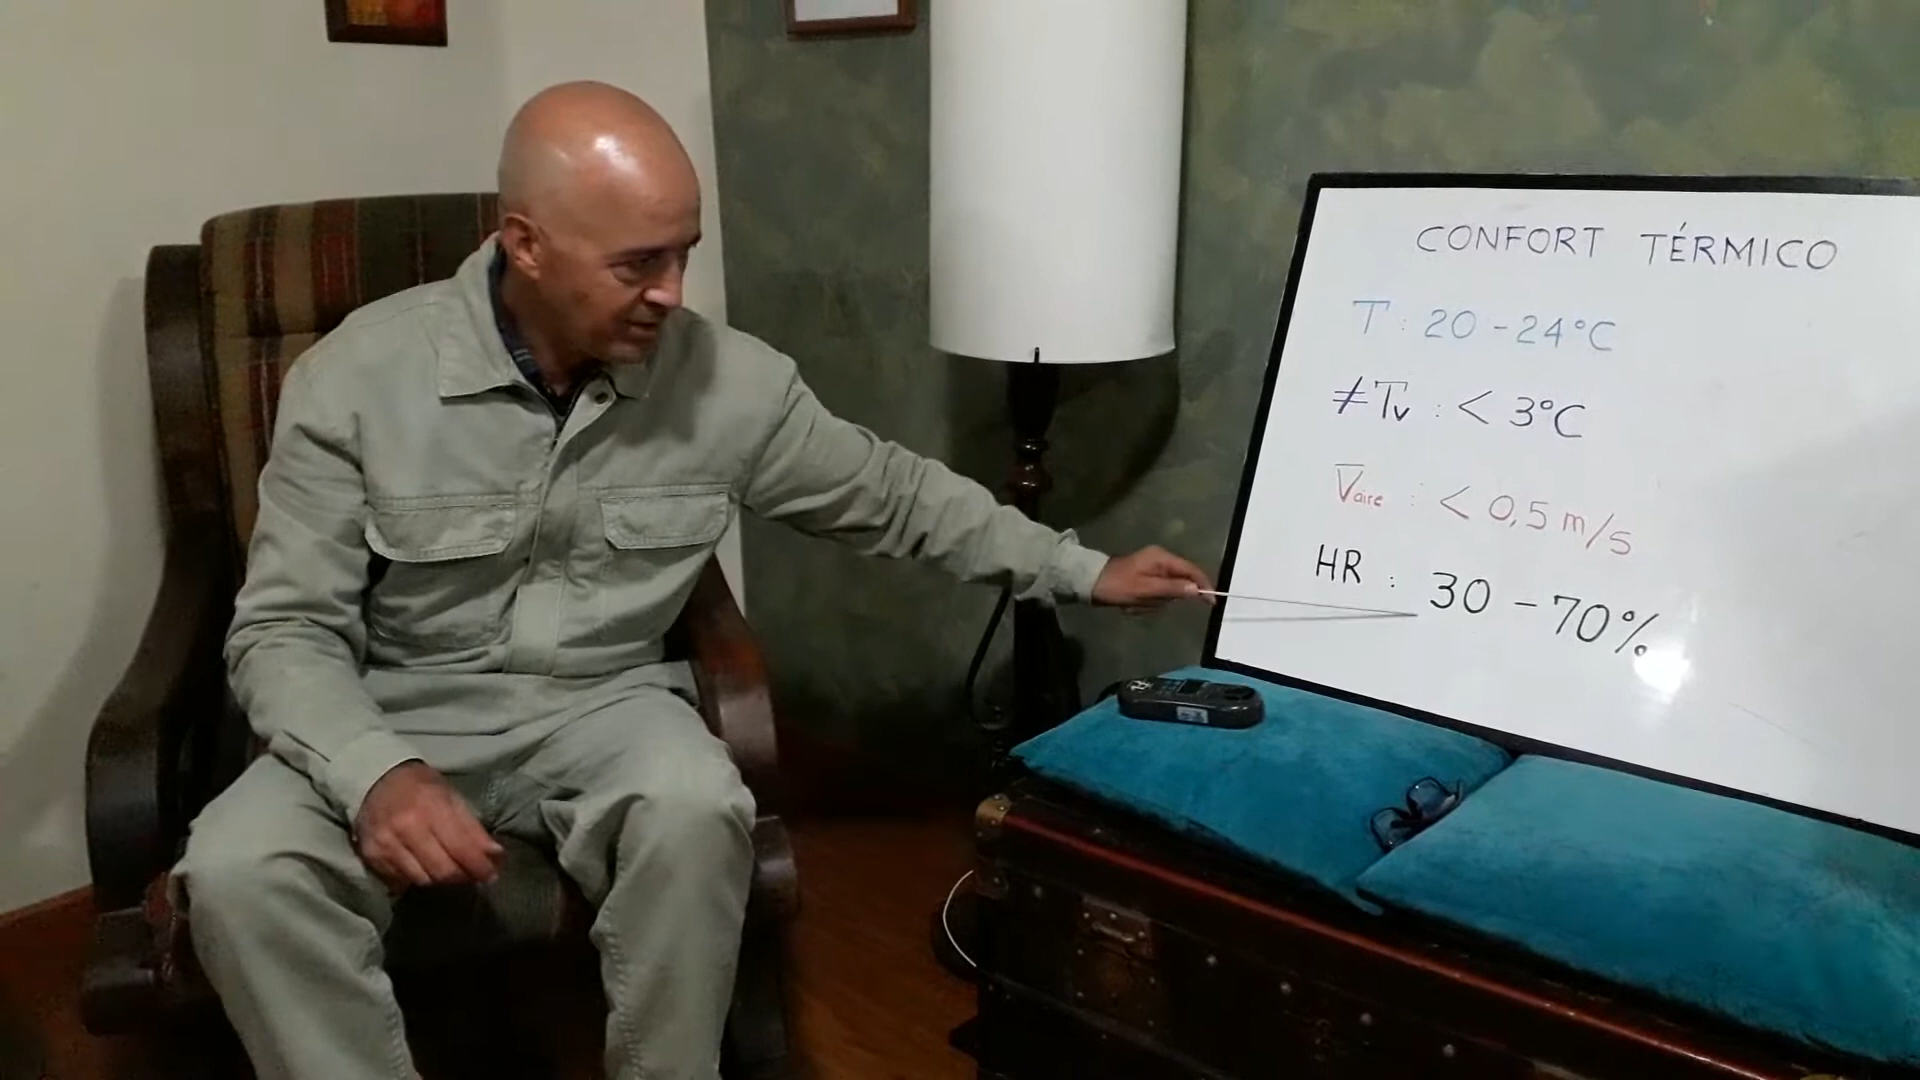 CONFORT TÉRMICO
T : 20 - 24°C
≠Tv : < 3°C
Vaire : < 0,5 m/s
HR : 30 - 70%